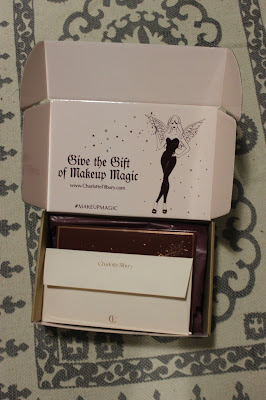 Give the Gift
of Makeup Magic
www.CharlotteTilbury.com
#MAKEUPMAGIC
Charlotte Tilbury